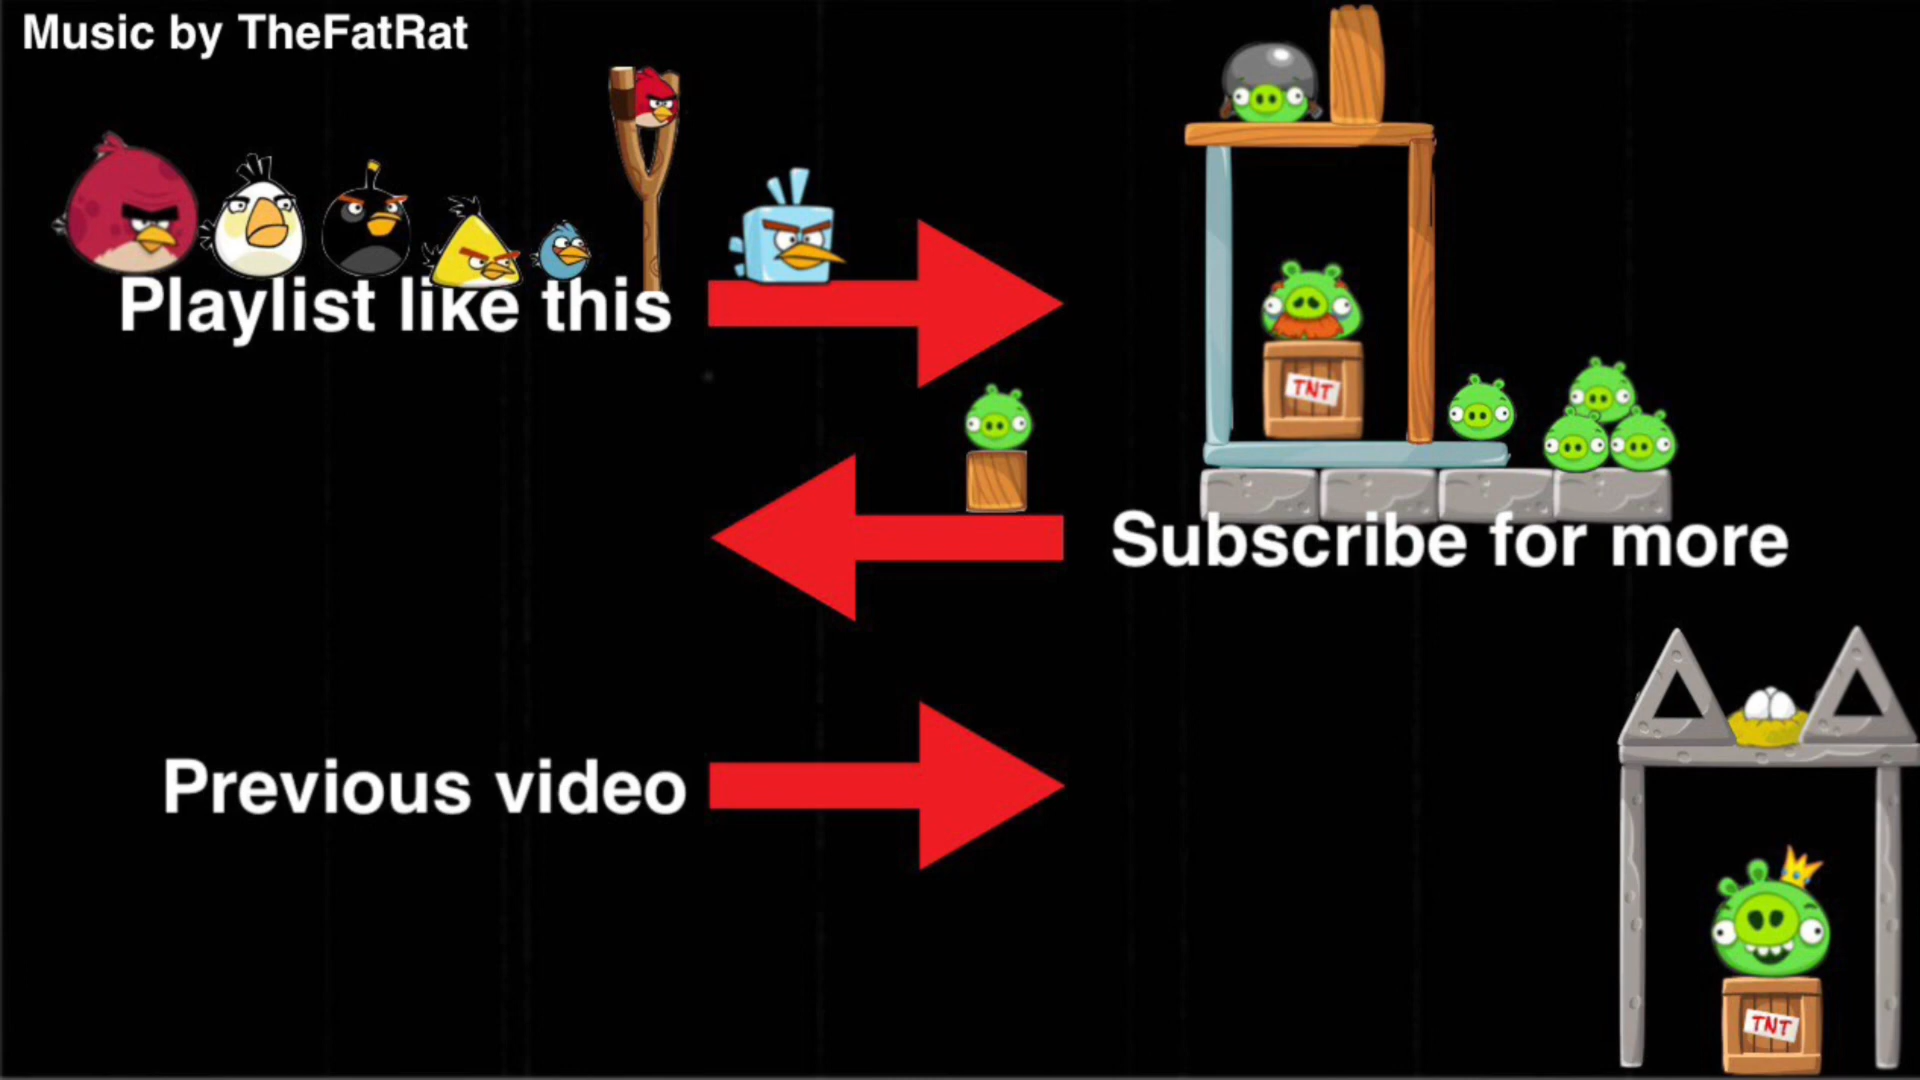 Music by TheFatRat
Playlist like this
TNT
Subscribe for more
Previous video
TNT